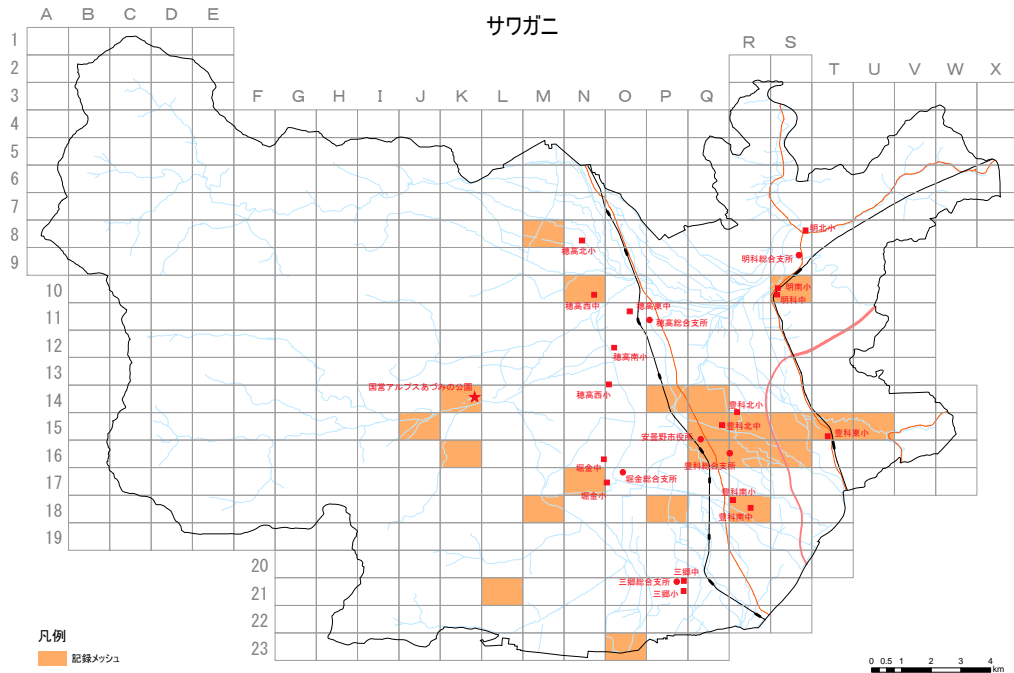 サワガニ
A B C D E
R S
T U V W X
F G H I J K L M N O P Q
1
2
3
4
5
6
7
8
9
10
11
12
13
14
15
16
17
18
19
20
21
22
23
明北小
穂高北小
明科総合支所
明南小
穂高西中
明科中
穂高東中
穂高総合支所
穂高南小
国営アルプスあづみの公園
穂高西小
豊科北小
豊科北中
安曇野市役所
豊科東小
堀金中
豊科総合支所
堀金総合支所
堀金小
豊科南小
豊科南中
三郷中
三郷総合支所
三郷小
凡例
記録メッシュ
0 0.5 1 2 3 4
km